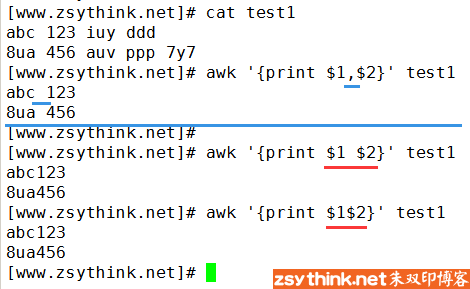 [www.zsythink.net]# cat test1
abc 123 iuy ddd
8ua 456 auv ppp 7y7
[www.zsythink.net]# awk '{print $1,$2}' test1
abc 123
8ua 456
[www.zsythink.net]#
[www.zsythink.net]# awk '{print $1 $2}' test1
abc123
8ua456
[www.zsythink.net]# awk '{print $1$2}' test1
abc123
8ua456
[www.zsythink.net]#
zsythink.net朱双印博客